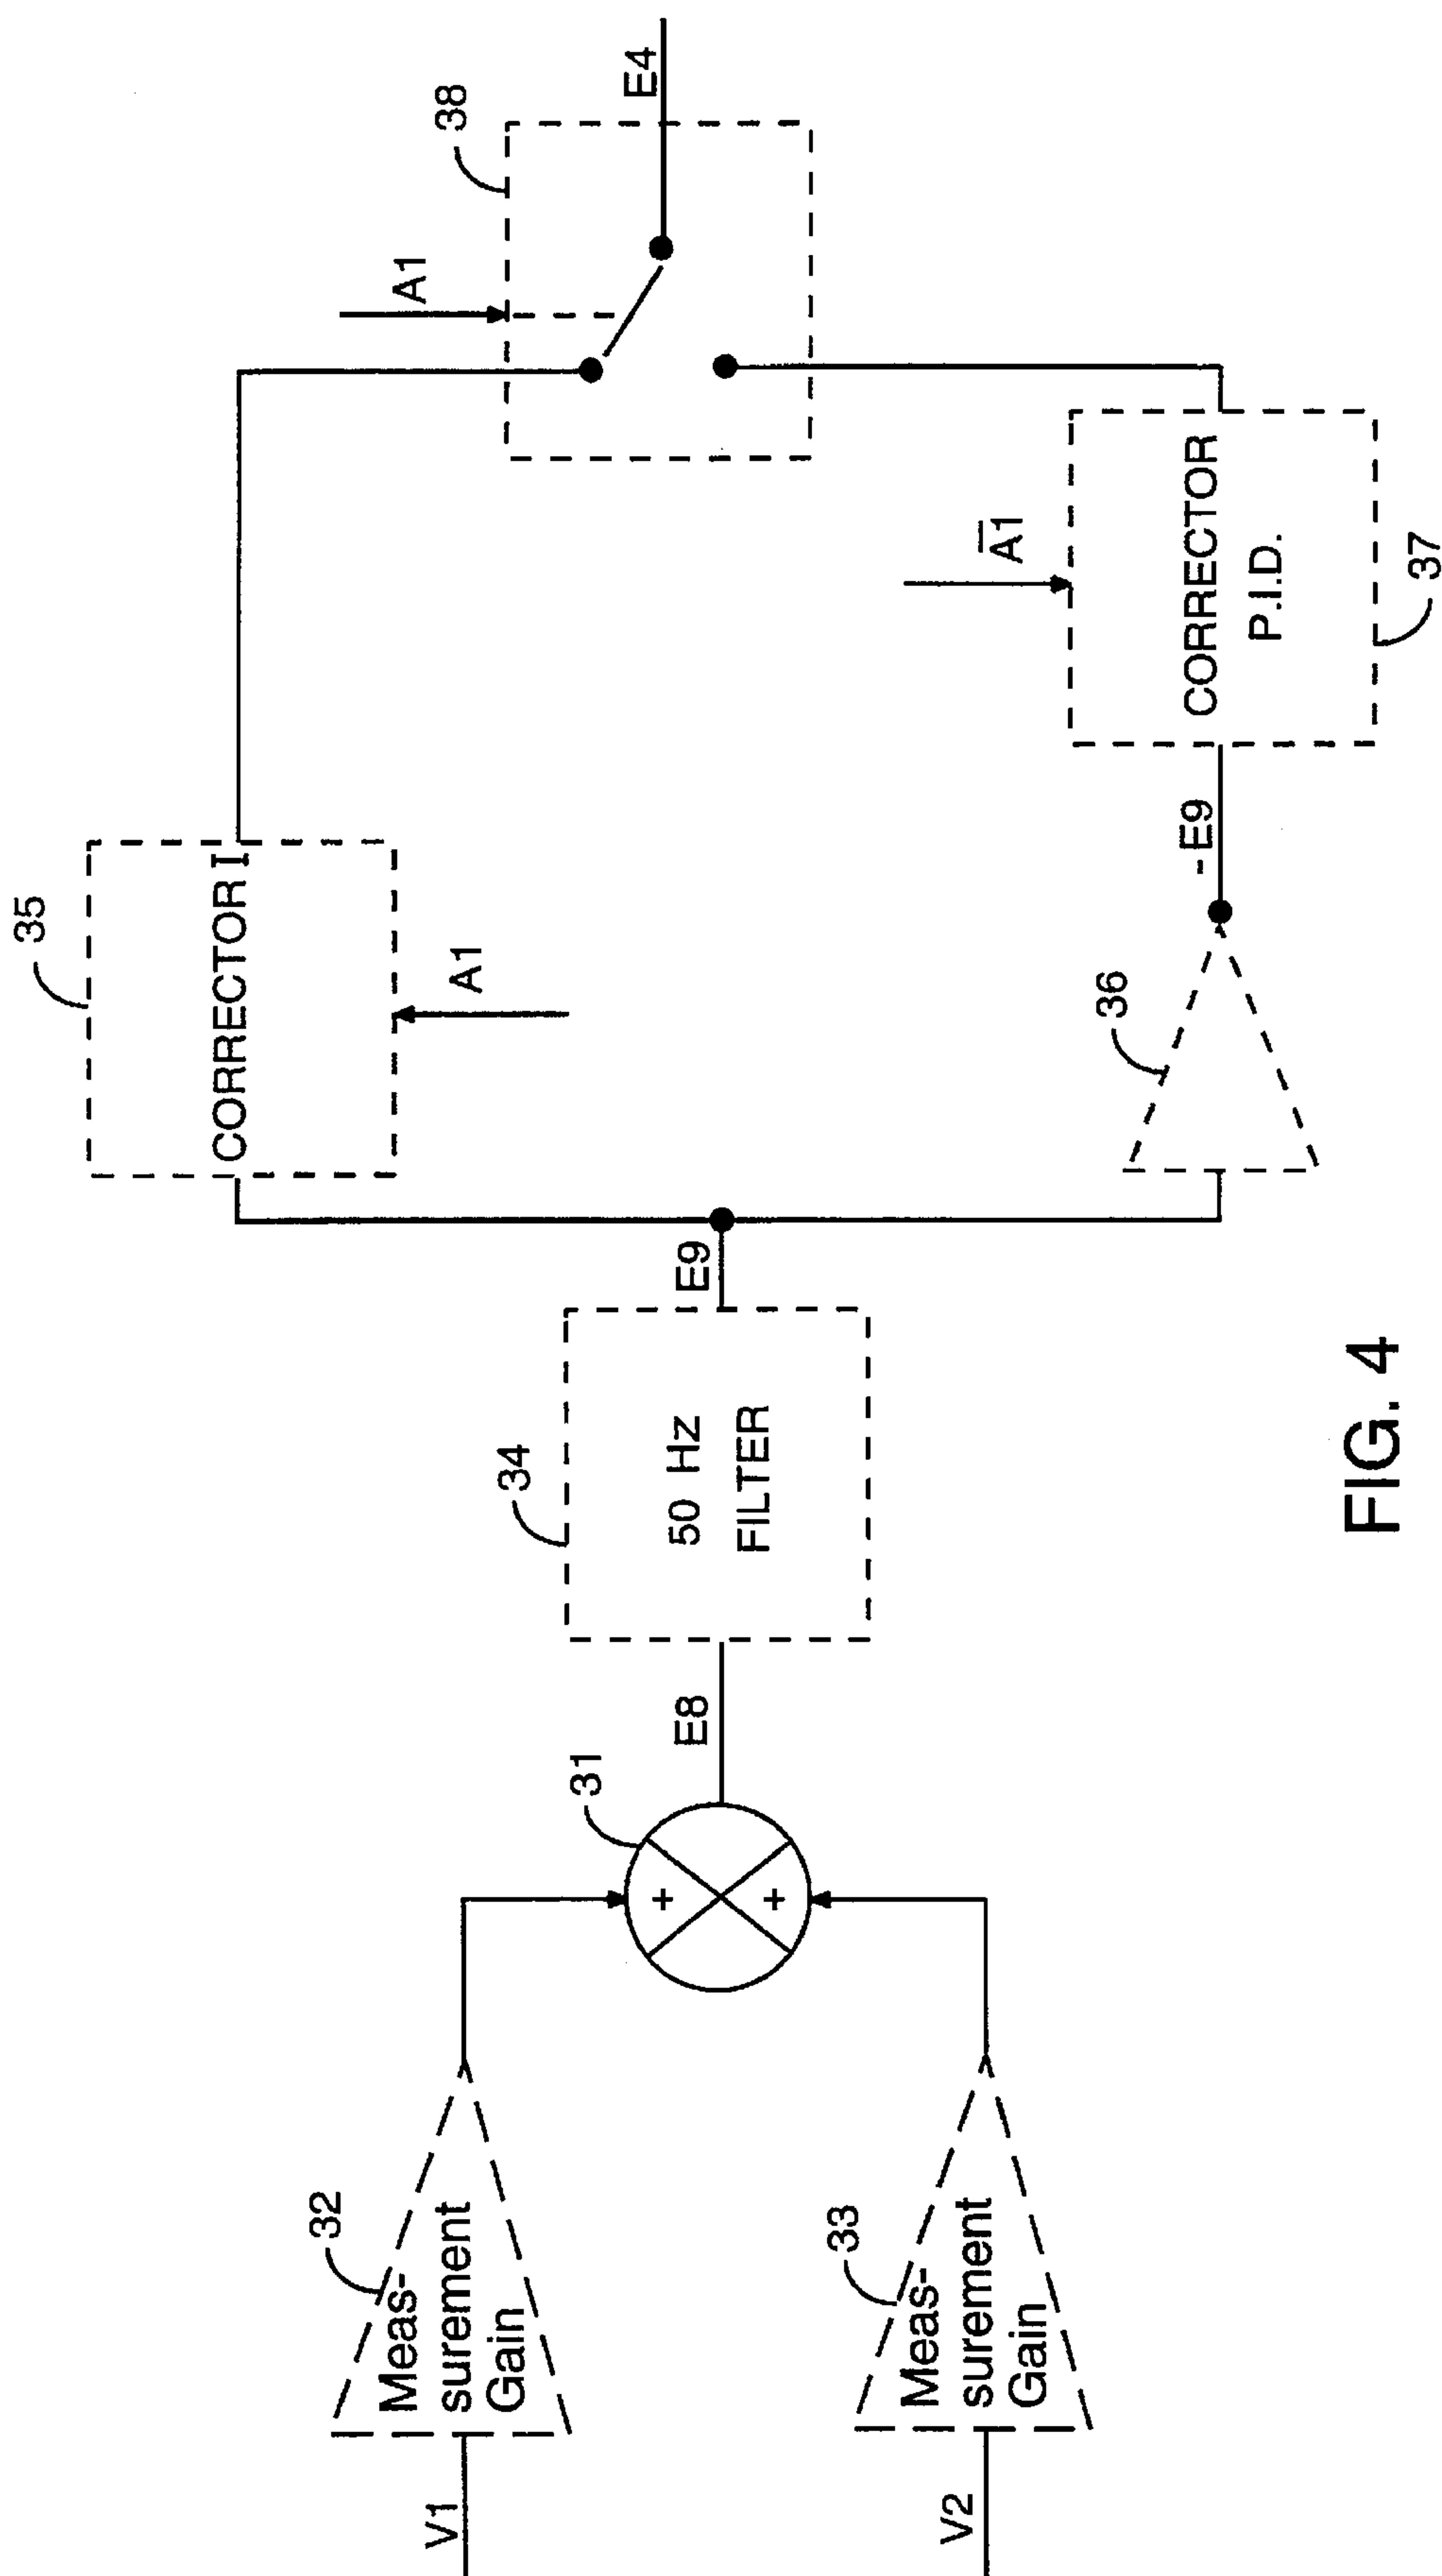 V1
32
Meas-
surement
Gain
V2
33
Meas-
surement
Gain
31
+
+
E8
34
50 Hz
FILTER
E9
35
CORRECTOR I
A1
36
-E9
CORRECTOR
P.I.D.
37
A̅1
A1
38
E4
FIG. 4